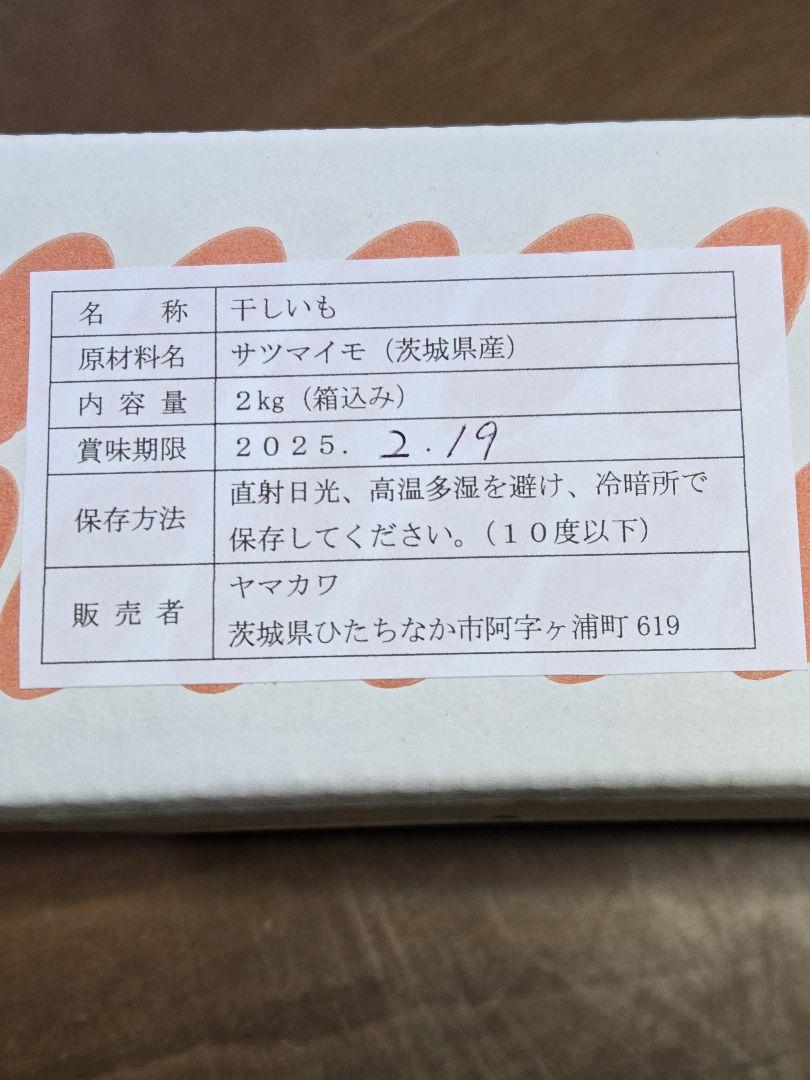 名　　称　干しいも
原材料名　サツマイモ（茨城県産）
内 容 量　２kg（箱込み）
賞味期限　２０２５．２．１９
保存方法　直射日光、高温多湿を避け、冷暗所で
保存してください。（１０度以下）
販 売 者　ヤマカワ
茨城県ひたちなか市阿字ヶ浦町 619